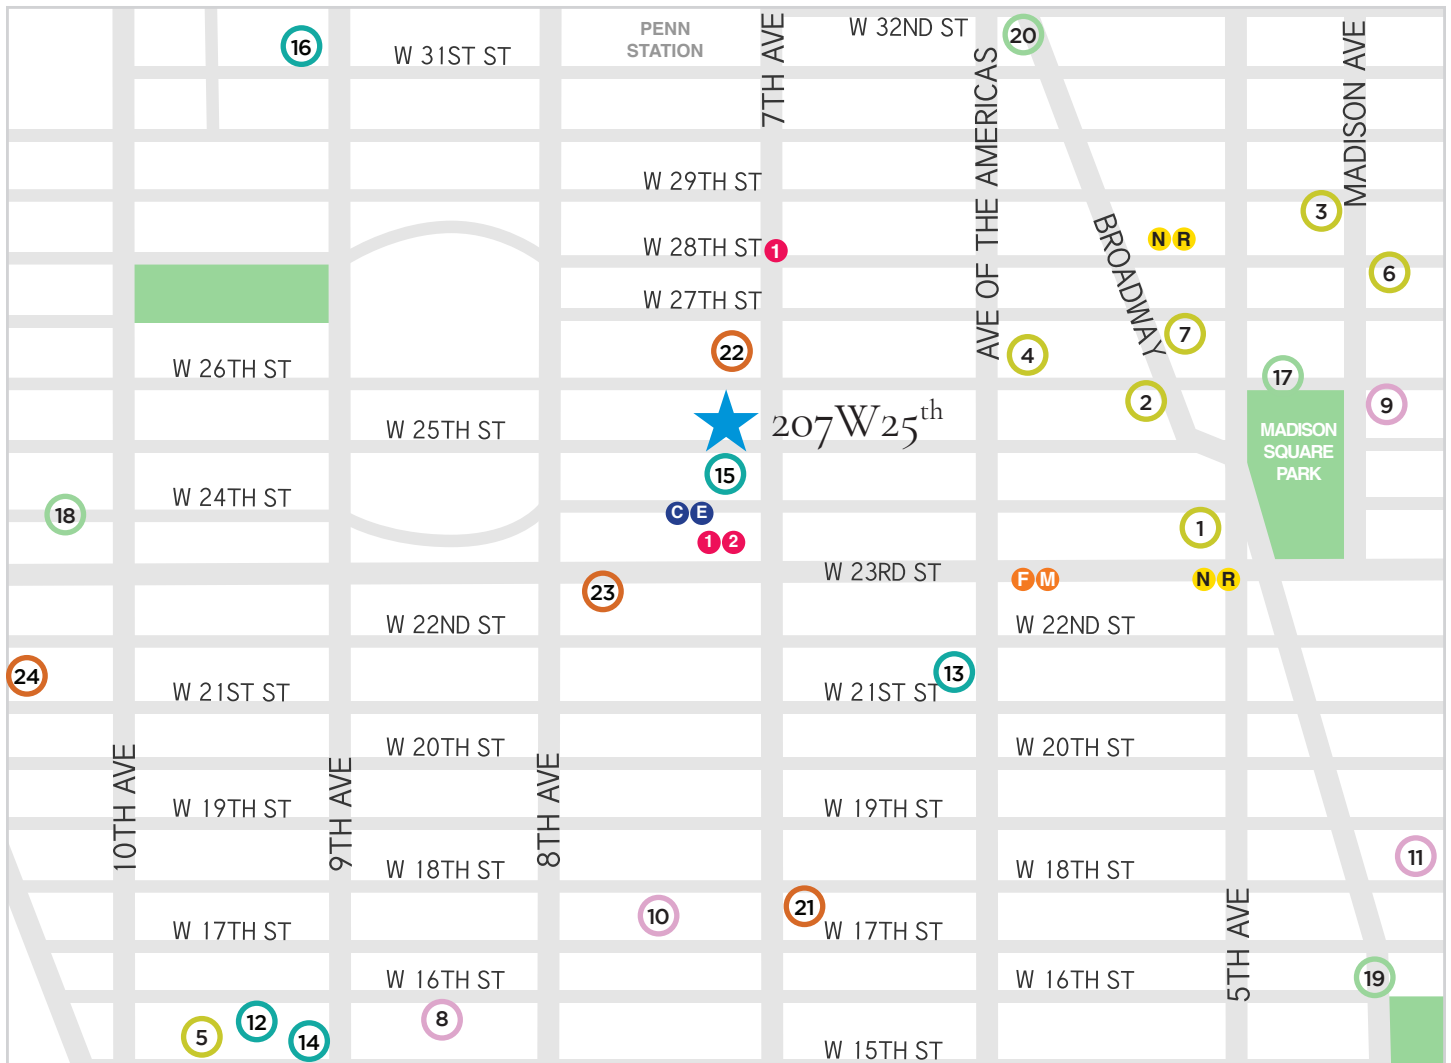 W 32ND ST
20
PENN
STATION
7TH AVE
16
W 31ST ST
AVE OF THE AMERICAS
MADISON AVE
W 29TH ST
3
BROADWAY
N R
W 28TH ST
1
6
W 27TH ST
7
22
4
W 26TH ST
17
2
9
207W25th
W 25TH ST
MADISON
SQUARE
PARK
15
W 24TH ST
18
C E
1
1 2
W 23RD ST
F M
N R
23
W 22ND ST
W 22ND ST
24
13
W 21ST ST
W 21ST ST
W 20TH ST
W 20TH ST
10TH AVE
9TH AVE
8TH AVE
W 19TH ST
W 19TH ST
11
W 18TH ST
W 18TH ST
21
10
W 17TH ST
W 17TH ST
5TH AVE
W 16TH ST
W 16TH ST
19
8
12
5
14
W 15TH ST